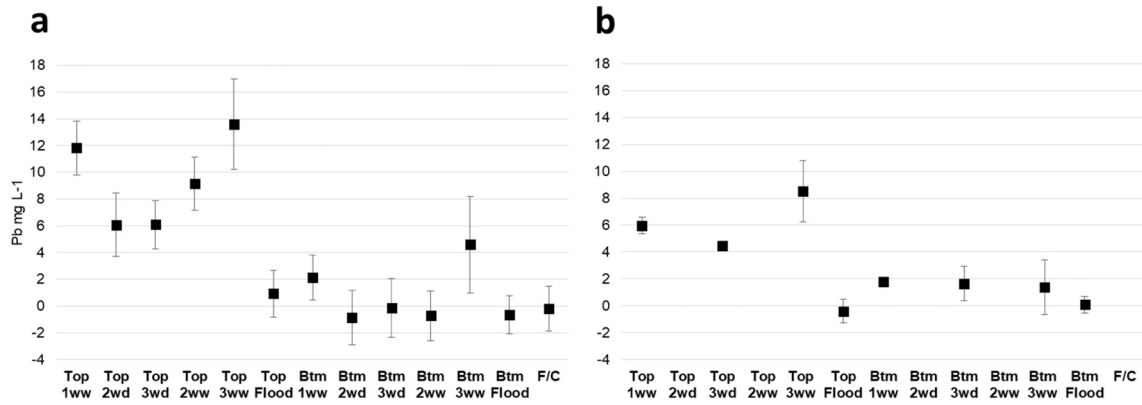 a
b
18
16
14
12
10
8
6
4
2
0
-2
-4
Pb mg L-1
Top 1ww
Top 2wd
Top 3wd
Top 2ww
Top 3ww
Top Flood
Btm 1ww
Btm 2wd
Btm 3wd
Btm 2ww
Btm 3ww
Btm Flood
F/C
18
16
14
12
10
8
6
4
2
0
-2
-4
Top 1ww
Top 2wd
Top 3wd
Top 2ww
Top 3ww
Top Flood
Btm 1ww
Btm 2wd
Btm 3wd
Btm 2ww
Btm 3ww
Btm Flood
F/C